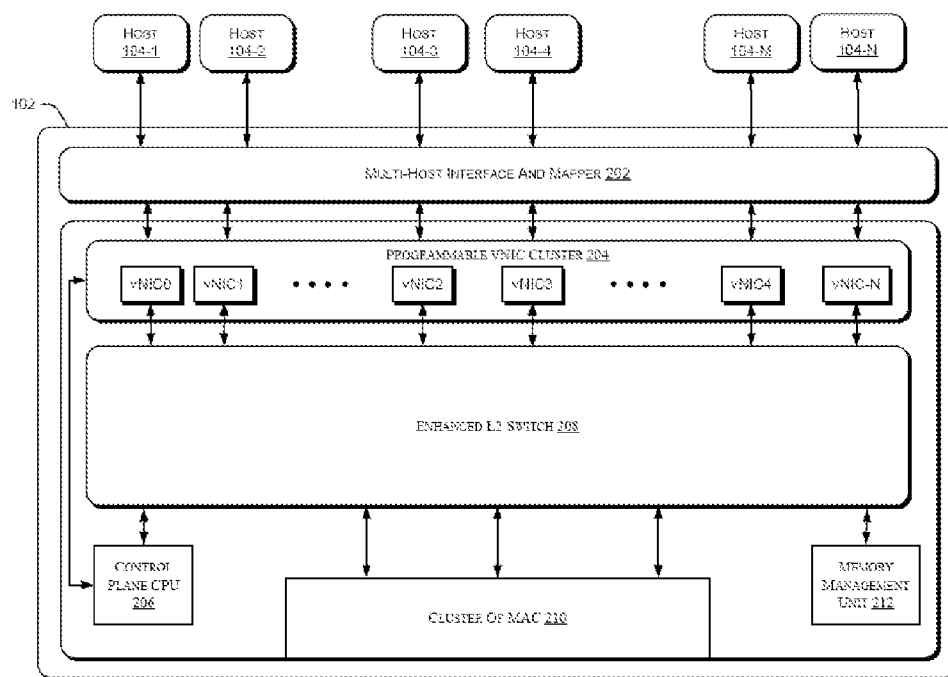 HOST 104-1
HOST 104-2
HOST 104-3
HOST 104-4
HOST 104-M
HOST 104-N
102
MULTI-HOST INTERFACE AND MAPPER 202
PROGRAMMABLE VNIC CLUSTER 204
vNIC0
vNIC1
vNIC2
vNIC3
vNIC4
vNIC-N
ENHANCED L2 SWITCH 208
CONTROL
PLANE CPU
206
CLUSTER OF MAC 210
MEMORY
MANAGEMENT
UNIT 212